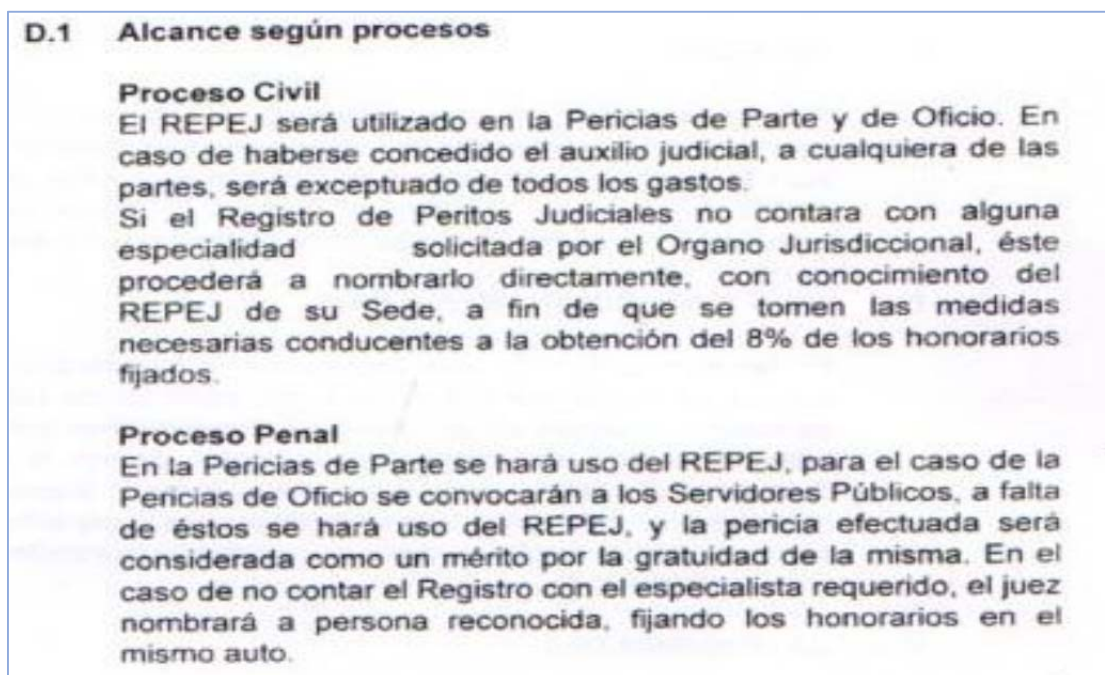 D.1 Alcance según procesos
Proceso Civil
El REPEJ será utilizado en la Pericias de Parte y de Oficio. En
caso de haberse concedido el auxilio judicial, a cualquiera de las
partes, será exceptuado de todos los gastos.
Si el Registro de Peritos Judiciales no contara con alguna
especialidad solicitada por el Organo Jurisdiccional, éste
procederá a nombrarlo directamente, con conocimiento del
REPEJ de su Sede, a fin de que se tomen las medidas
necesarias conducentes a la obtención del 8% de los honorarios
fijados.
Proceso Penal
En la Pericias de Parte se hará uso del REPEJ, para el caso de la
Pericias de Oficio se convocarán a los Servidores Públicos, a falta
de éstos se hará uso del REPEJ, y la pericia efectuada será
considerada como un mérito por la gratuidad de la misma. En el
caso de no contar el Registro con el especialista requerido, el juez
nombrará a persona reconocida, fijando los honorarios en el
mismo auto.